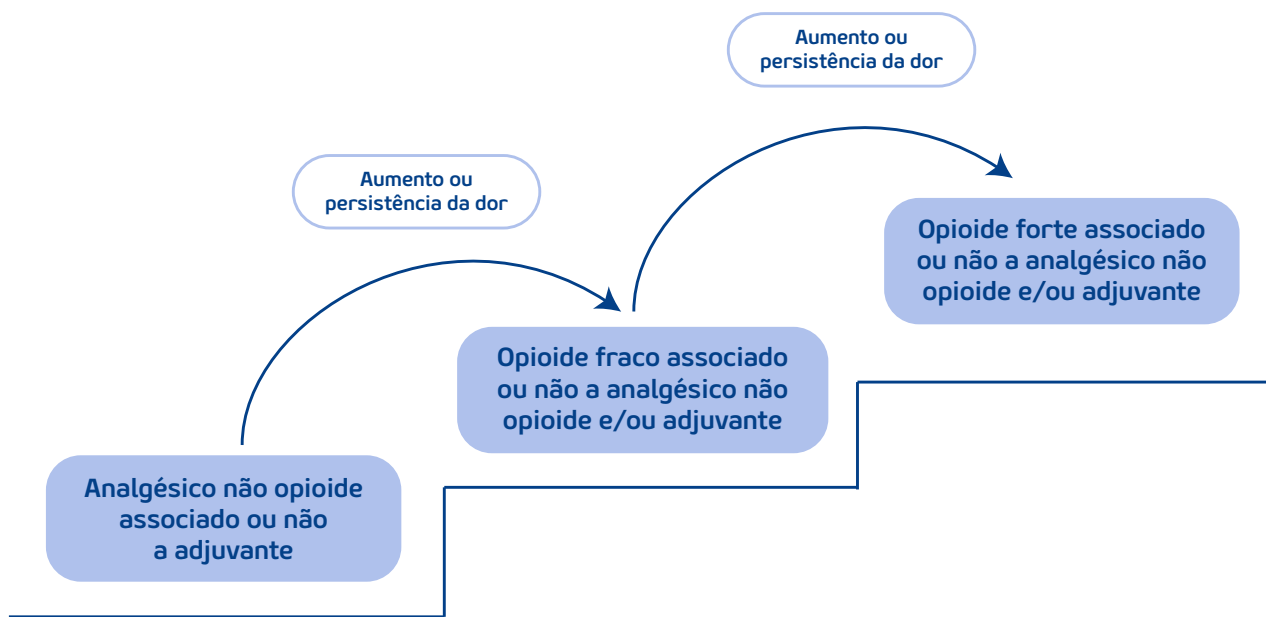 Aumento ou
persistência da dor
Aumento ou
persistência da dor
Opioide forte associado
ou não a analgésico não
opioide e/ou adjuvante
Opioide fraco associado
ou não a analgésico não
opioide e/ou adjuvante
Analgésico não opioide
associado ou não
a adjuvante